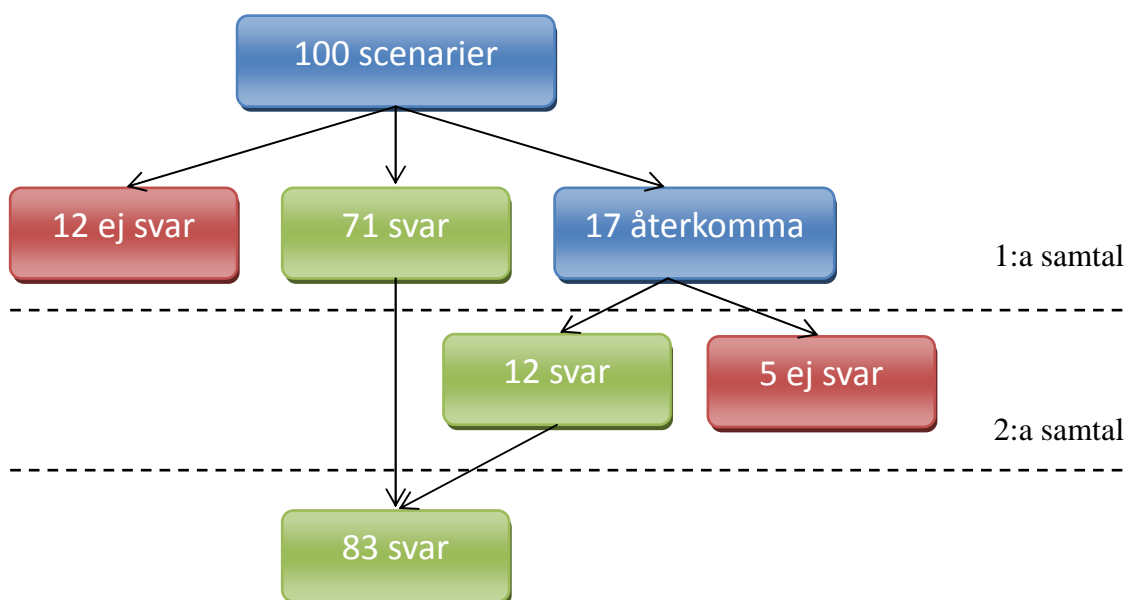 100 scenarier
12 ej svar
71 svar
17 återkomma
1:a samtal
12 svar
5 ej svar
2:a samtal
83 svar